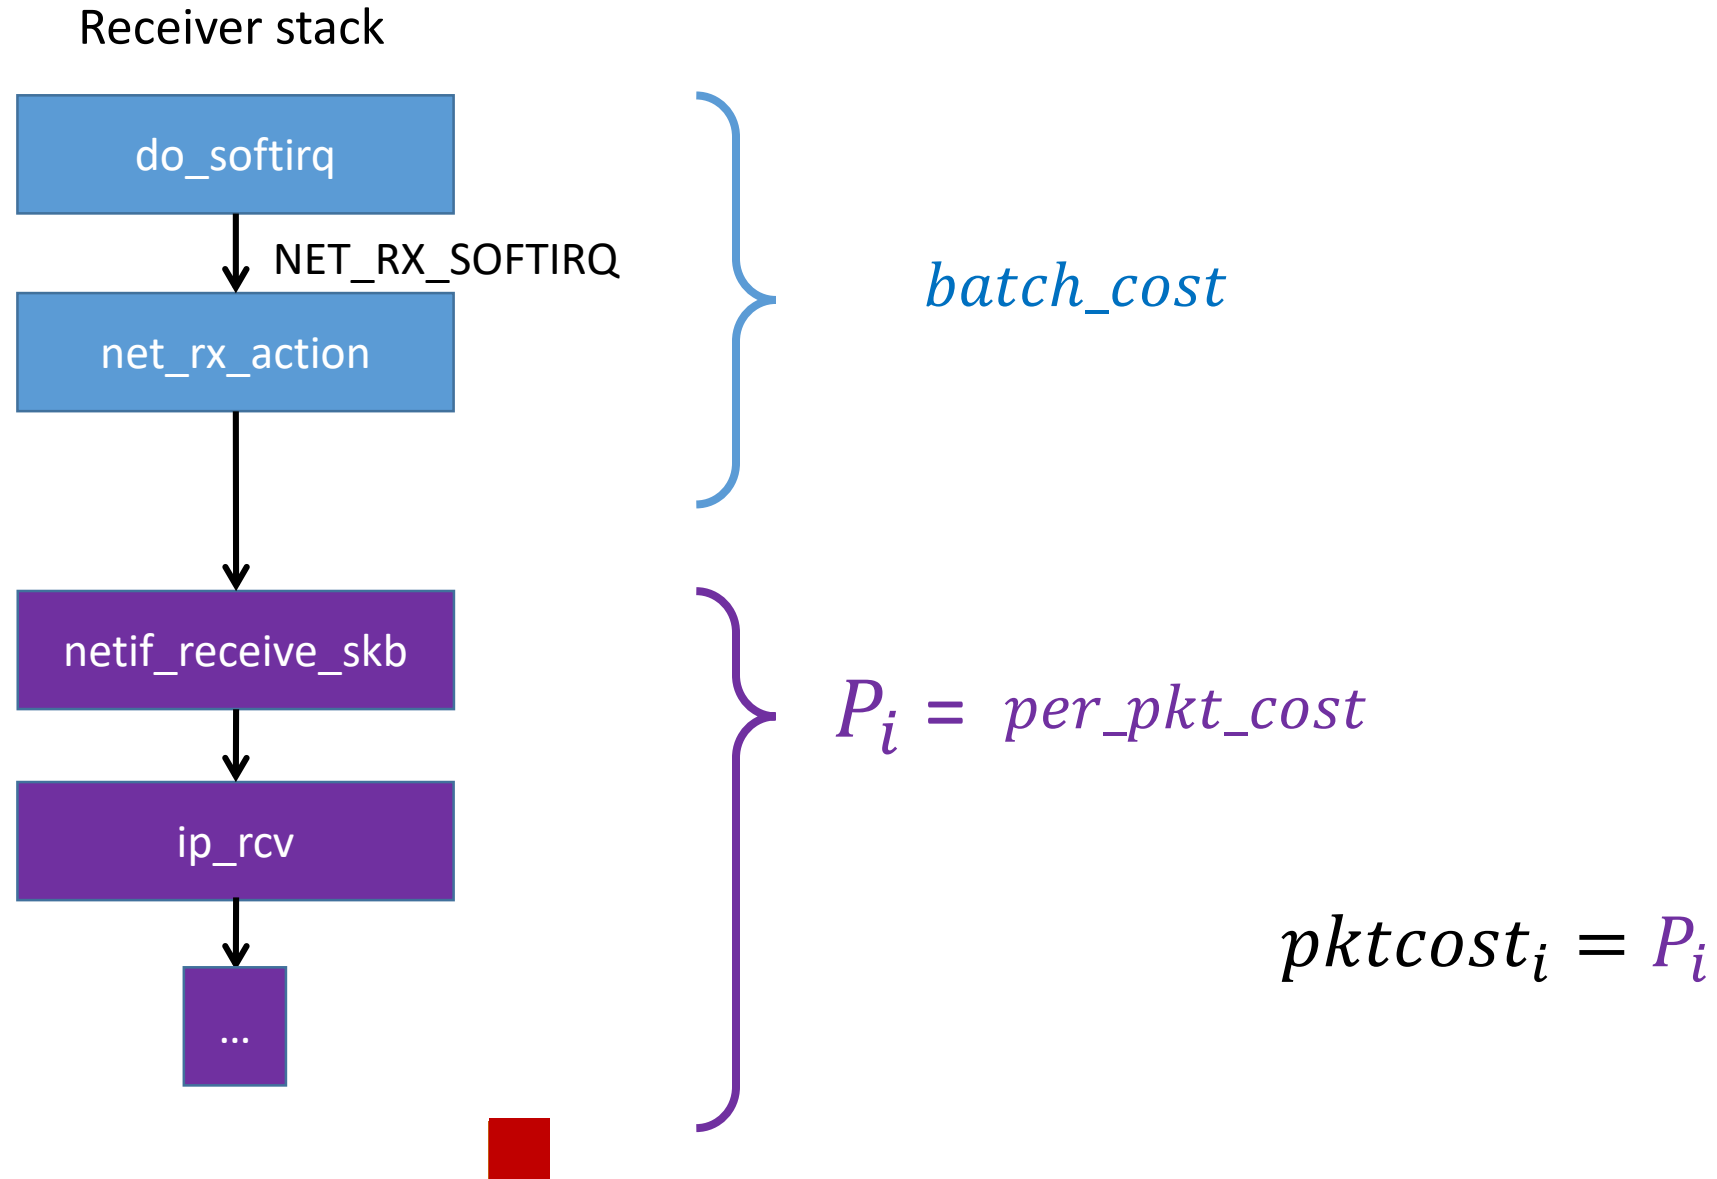 Receiver stack
do_softirq
NET_RX_SOFTIRQ
net_rx_action
batch_cost
netif_receive_skb
P_i = per_pkt_cost
ip_rcv
pktcost_i = P_i
...